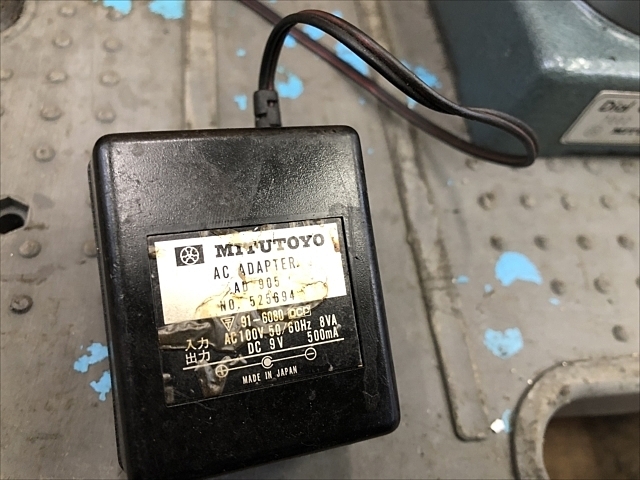 MITUTOYO
AC ADAPTER
AD 905
NO. 525694
91-6080
入力 AC100V 50/60Hz 8VA
出力 DC 9V 500mA
⊕ ⊖
MADE IN JAPAN
Did